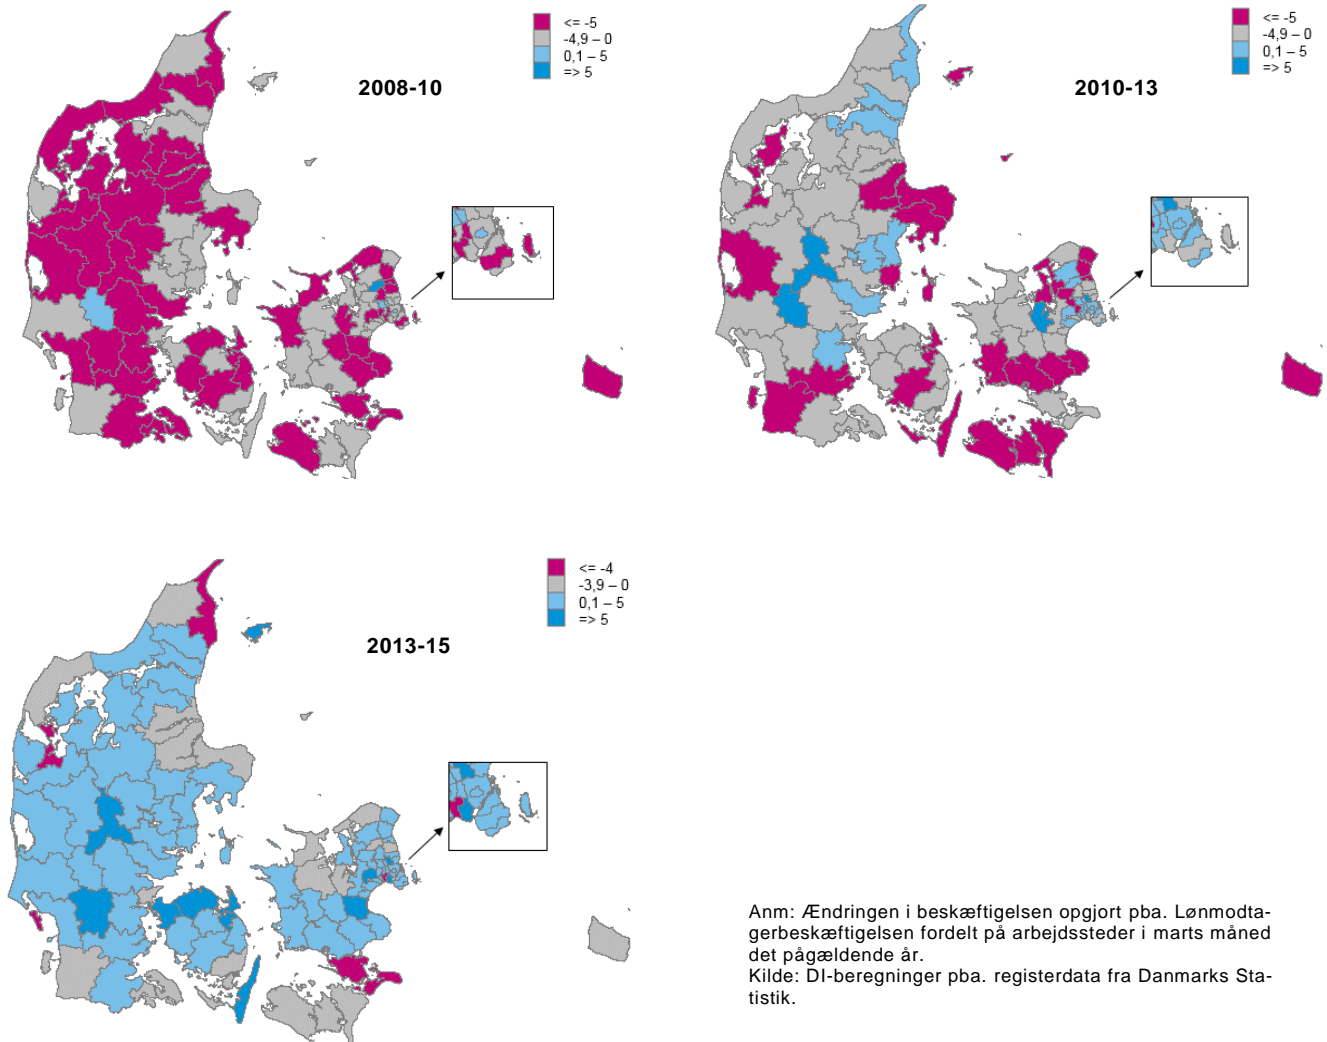 <= -5
-4,9 – 0
0,1 – 5
=> 5
2008-10
<= -5
-4,9 – 0
0,1 – 5
=> 5
2010-13
<= -4
-3,9 – 0
0,1 – 5
=> 5
2013-15
Anm: Ændringen i beskæftigelsen opgjort pba. Lønmodta-
gerbeskæftigelsen fordelt på arbejdssteder i marts måned
det pågældende år.
Kilde: DI-beregninger pba. registerdata fra Danmarks Sta-
tistik.